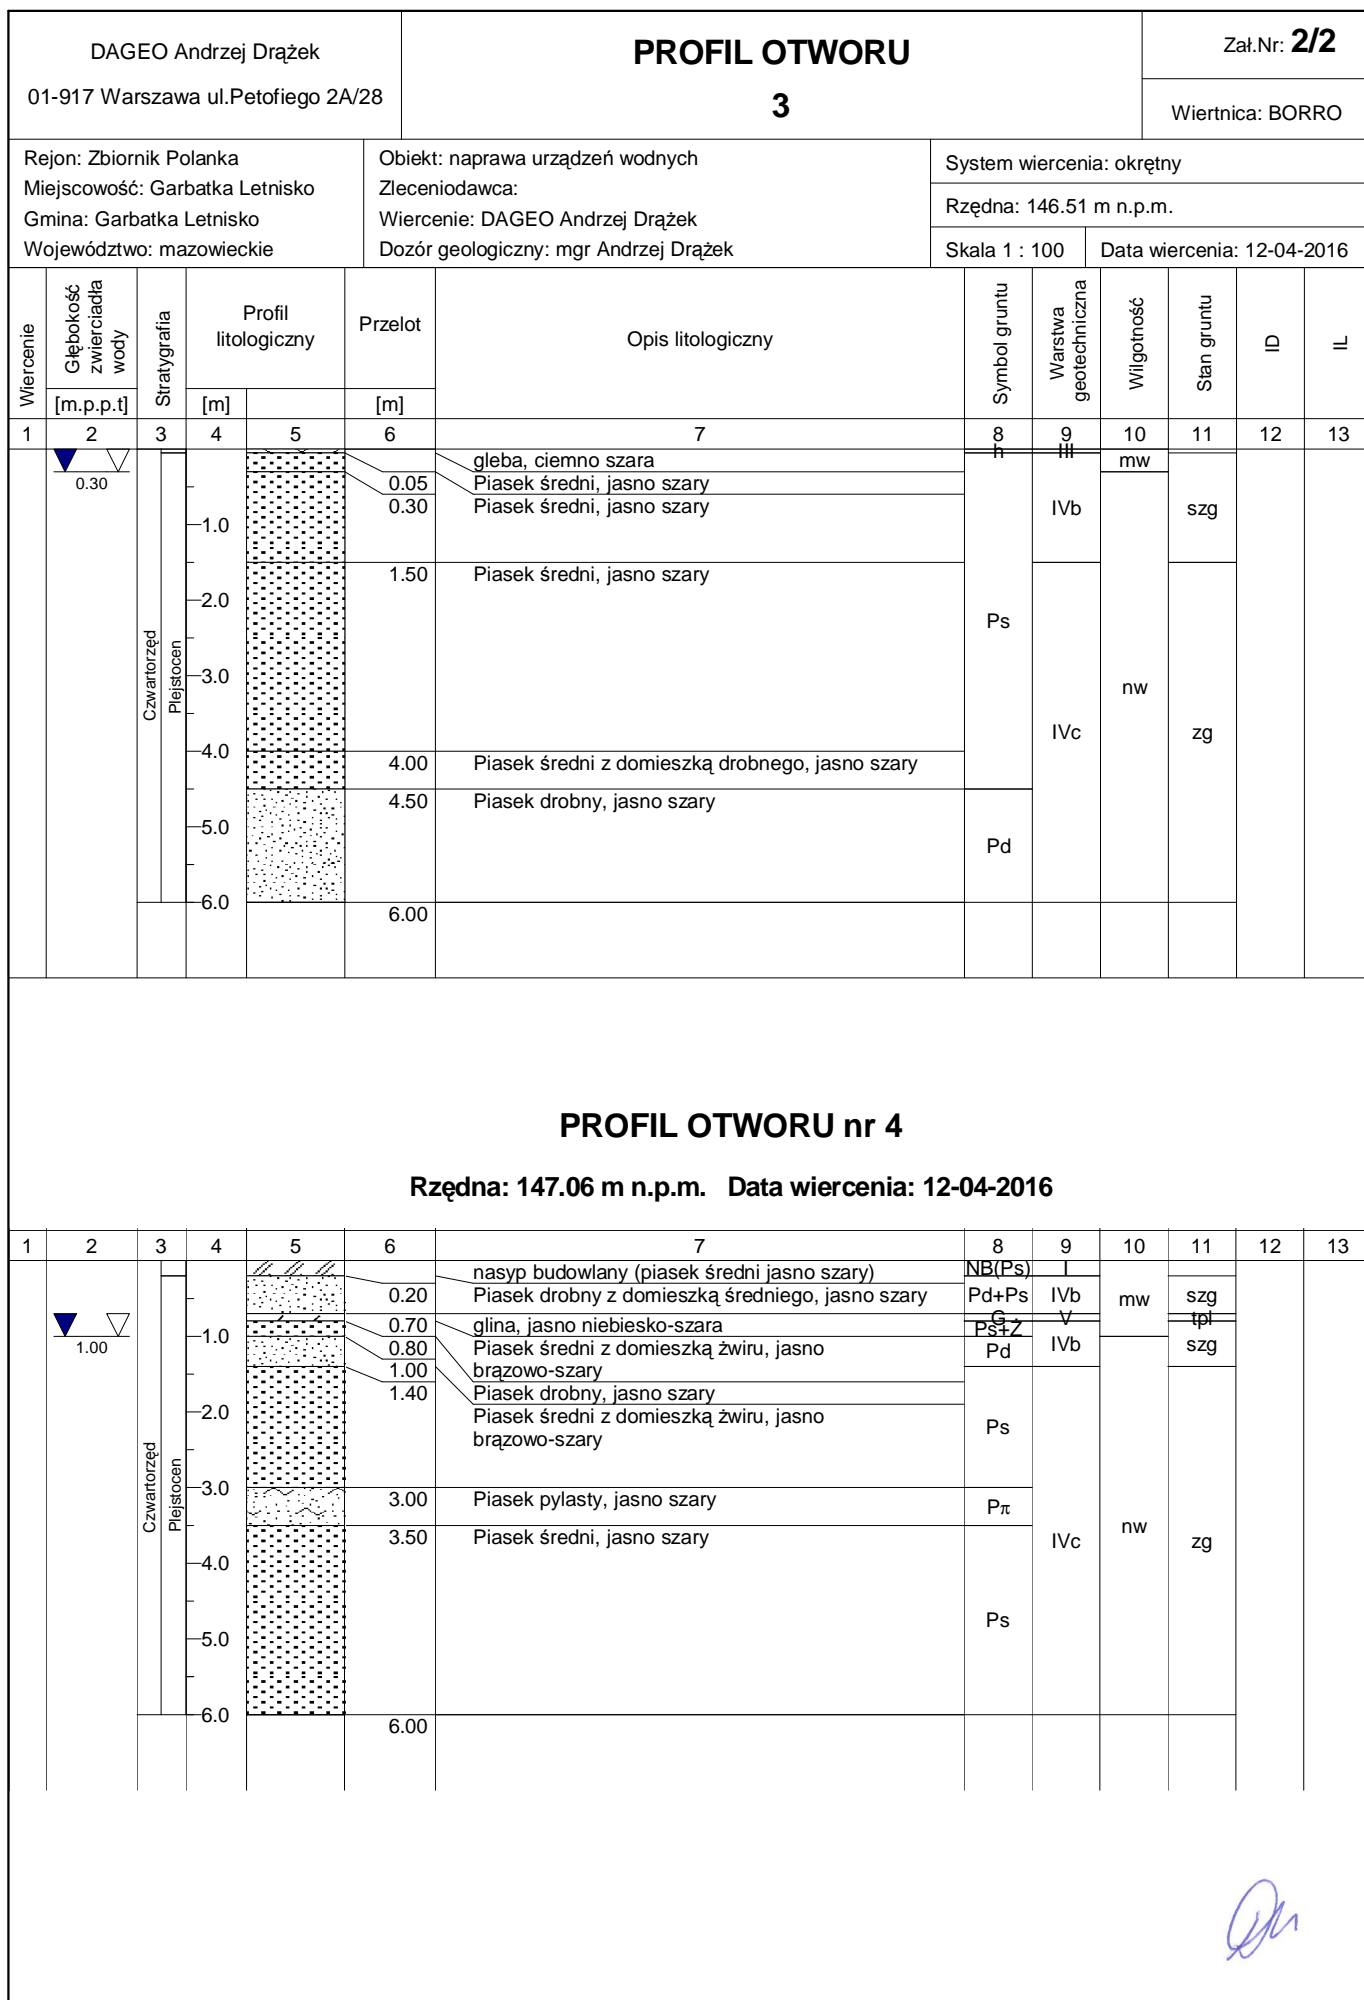 DAGEO Andrzej Drążek
01-917 Warszawa ul.Petofiego 2A/28
PROFIL OTWORU
3
Zał.Nr: 2/2
Wiertnica: BORRO
Rejon: Zbiornik Polanka
Miejscowość: Garbatka Letnisko
Gmina: Garbatka Letnisko
Województwo: mazowieckie
Obiekt: naprawa urządzeń wodnych
Zleceniodawca:
Wiercenie: DAGEO Andrzej Drążek
Dozór geologiczny: mgr Andrzej Drążek
System wiercenia: okrętny
Rzędna: 146.51 m n.p.m.
Skala 1 : 100 Data wiercenia: 12-04-2016
Wiercenie
Głębokość
zwierciadła
wody
[m.p.p.t]
Stratygrafia
Profil
litologiczny
[m]
Przelot
[m]
Opis litologiczny
Symbol gruntu
Warstwa
geotechniczna
Wilgotność
Stan gruntu
ID
IL
1 2 3 4 5 6 7 8 9 10 11 12 13
gleba, ciemno szara h III mw
0.30 0.05 Piasek średni, jasno szary
0.30 Piasek średni, jasno szary IVb szg
1.0
1.50 Piasek średni, jasno szary
2.0
Ps
Czwartorzęd
Plejstocen
3.0
nw
IVc zg
4.0
4.00 Piasek średni z domieszką drobnego, jasno szary
4.50 Piasek drobny, jasno szary
5.0
Pd
6.0
6.00
PROFIL OTWORU nr 4
Rzędna: 147.06 m n.p.m. Data wiercenia: 12-04-2016
1 2 3 4 5 6 7 8 9 10 11 12 13
nasyp budowlany (piasek średni jasno szary) NB(Ps) I
0.20 Piasek drobny z domieszką średniego, jasno szary Pd+Ps IVb mw szg
0.70 glina, jasno niebiesko-szara G V tpl
Ps+Ż
1.00 1.0 0.80 Piasek średni z domieszką żwiru, jasno Pd IVb szg
1.00 brązowo-szary
1.40 Piasek drobny, jasno szary
2.0 Piasek średni z domieszką żwiru, jasno
brązowo-szary
Ps
Czwartorzęd
Plejstocen
3.0
3.00 Piasek pylasty, jasno szary Pπ
nw
3.50 Piasek średni, jasno szary IVc zg
4.0
Ps
5.0
6.0
6.00